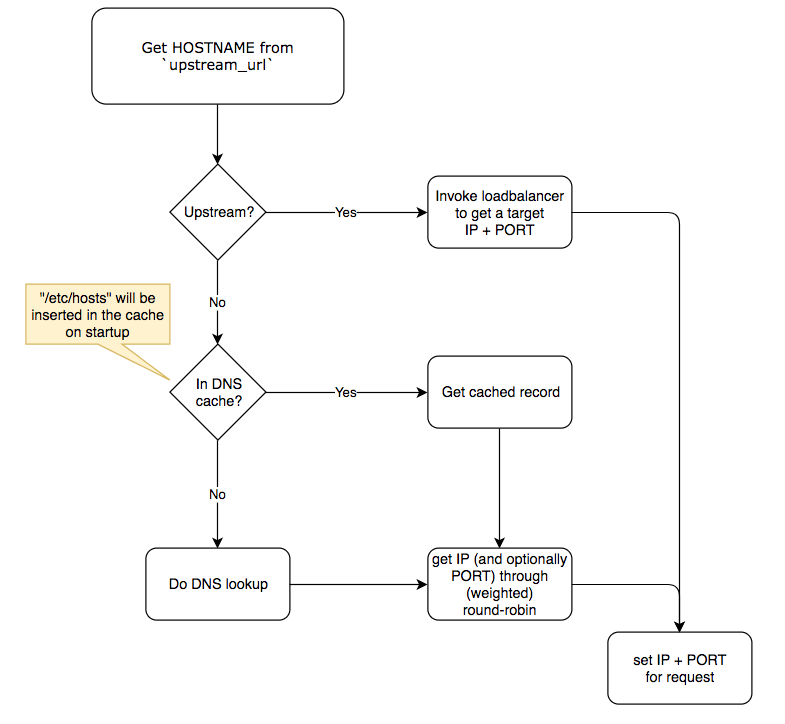 Get HOSTNAME from
`upstream_url`
Upstream?
Yes
Invoke loadbalancer
to get a target
IP + PORT
No
"/etc/hosts" will be
inserted in the cache
on startup
In DNS
cache?
Yes
Get cached record
No
Do DNS lookup
get IP (and optionally
PORT) through
(weighted)
round-robin
set IP + PORT
for request